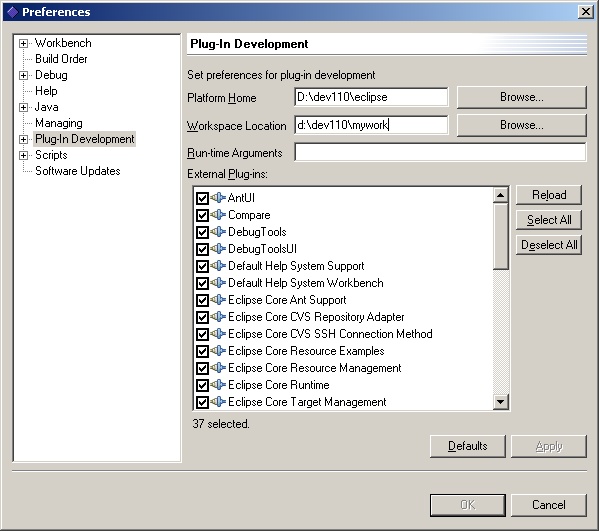 Preferences
Workbench
Build Order
Debug
Help
Java
Managing
Plug-In Development
Scripts
Software Updates
Plug-In Development
Set preferences for plug-in development
Platform Home D:\dev110\eclipse Browse...
Workspace Location d:\dev110\mywork Browse...
Run-time Arguments
External Plug-ins:
AntUI
Compare
DebugTools
DebugToolsUI
Default Help System Support
Default Help System Workbench
Eclipse Core Ant Support
Eclipse Core CVS Repository Adapter
Eclipse Core CVS SSH Connection Method
Eclipse Core Resource Examples
Eclipse Core Resource Management
Eclipse Core Runtime
Eclipse Core Target Management
Reload
Select All
Deselect All
37 selected.
Defaults Apply
OK Cancel